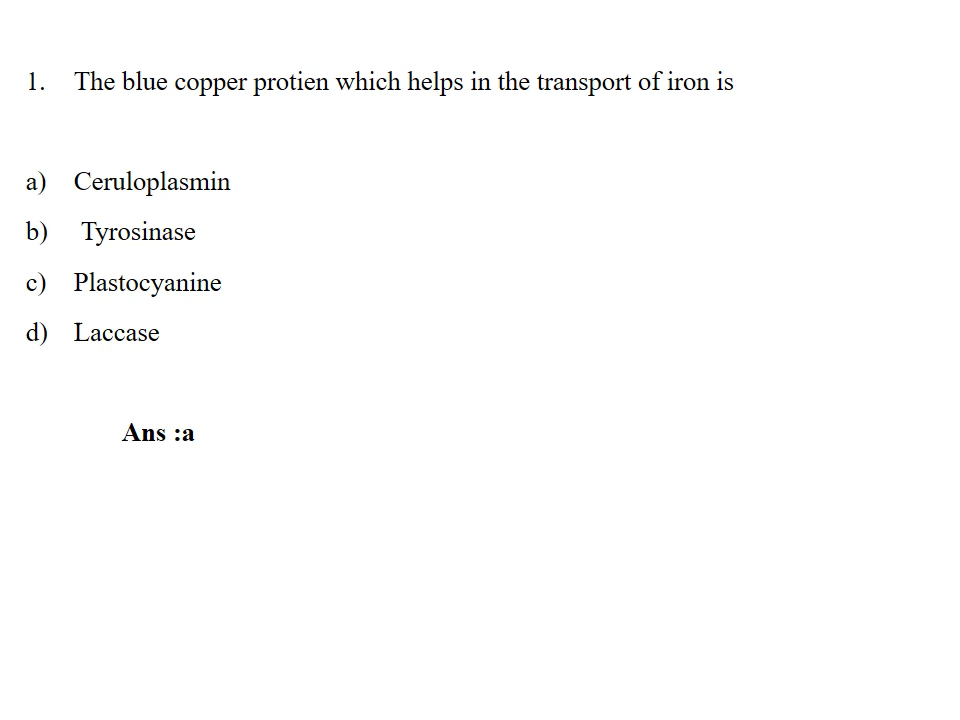 1. The blue copper protien which helps in the transport of iron is
a) Ceruloplasmin
b) Tyrosinase
c) Plastocyanine
d) Laccase
Ans :a